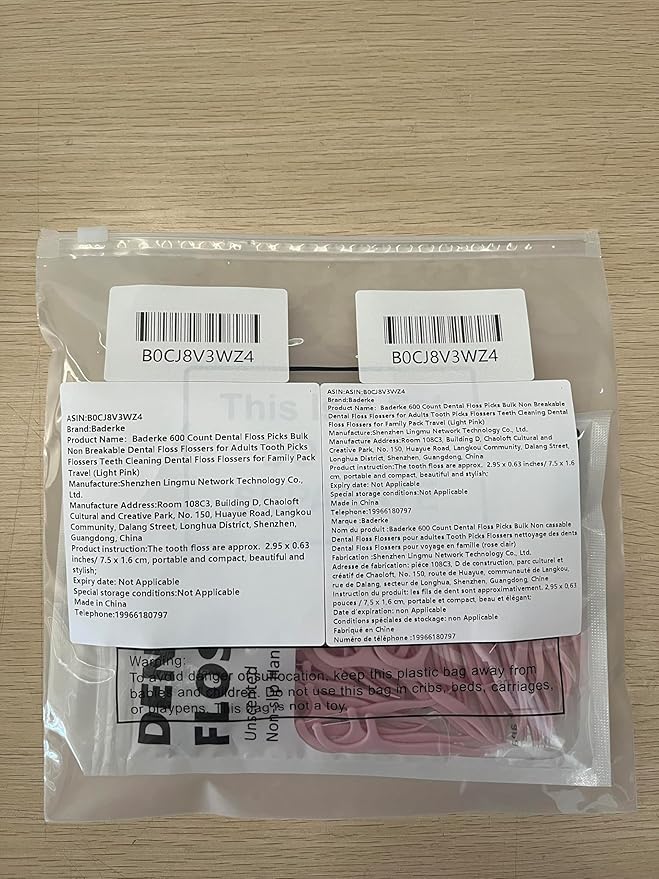 B0CJ8V3WZ4
B0CJ8V3WZ4
This
ASIN:B0CJ8V3WZ4
Brand:Baderke
Product Name: Baderke 600 Count Dental Floss Picks Bulk
Non Breakable Dental Floss Flossers for Adults Tooth Picks
Flossers Teeth Cleaning Dental Floss Flossers for Family Pack
Travel (Light Pink)
Manufacture:Shenzhen Lingmu Network Technology Co.,
Ltd.
Manufacture Address:Room 108C3, Building D, Chaoloft
Cultural and Creative Park, No. 150, Huayue Road, Langkou
Community, Dalang Street, Longhua District, Shenzhen,
Guangdong, China
Product instruction:The tooth floss are approx. 2.95 x 0.63
inches/ 7.5 x 1.6 cm, portable and compact, beautiful and
stylish;
Expiry date: Not Applicable
Special storage conditions:Not Applicable
Made in China
Telephone:19966180797
ASIN:ASIN:B0CJ8V3WZ4
Brand:Baderke
Product Name: Baderke 600 Count Dental Floss Picks Bulk Non Breakable
Dental Floss Flossers for Adults Tooth Picks Flossers Teeth Cleaning Dental
Floss Flossers for Family Pack Travel (Light Pink)
Manufacture:Shenzhen Lingmu Network Technology Co., Ltd.
Manufacture Address:Room 108C3, Building D, Chaoloft Cultural and
Creative Park, No. 150, Huayue Road, Langkou Community, Dalang Street,
Longhua District, Shenzhen, Guangdong, China
Product instruction:The tooth floss are approx. 2.95 x 0.63 inches/ 7.5 x 1.6
cm, portable and compact, beautiful and stylish;
Expiry date: Not Applicable
Special storage conditions:Not Applicable
Made in China
Telephone:19966180797
Marque :Baderke
Nom du produit :Baderke 600 Count Dental Floss Picks Bulk Non cassable
Dental Floss Flossers pour adultes Tooth Picks Flossers nettoyage des dents
Dental Floss Flossers pour voyage en famille (rose clair)
Fabrication :Shenzhen Lingmu Network Technology Co., Ltd.
Adresse de fabrication: pièce 108C3, D de construction, parc culturel et
créatif de Chaoloft, No. 150, route de Huayue, communauté de Langkou,
rue de Dalang, secteur de Longhua, Shenzhen, Guangdong, Chine
Instruction du produit: les fils de dent sont approximativement. 2,95 x 0,63
pouces / 7,5 x 1,6 cm, portable et compact, beau et élégant;
Date d'expiration: non Applicable
Conditions spéciales de stockage: non Applicable
Fabriqué en Chine
Numéro de téléphone :19966180797
Warning:
To avoid danger of suffocation, keep this plastic bag away from
babies and children. Do not use this bag in cribs, beds, carriages,
or playpens. This bag is not a toy.
DEN
FLOS
Unscented
Non-Slip Han